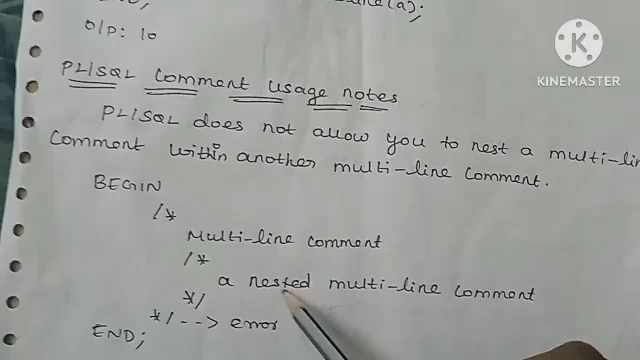 (a);
O/P: 10
KINEMASTER
PL/SQL Comment usage notes
PL/SQL does not allow you to nest a multi-lin
Comment within another multi-line comment.
BEGIN
/*
Multi-line comment
/*
a nested multi-line comment
*/
*/ --> error
END;